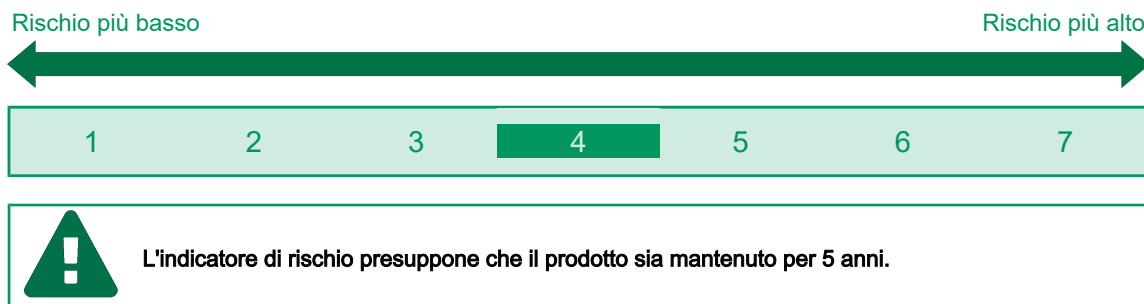 Rischio più basso Rischio più alto
1 2 3 4 5 6 7
L'indicatore di rischio presuppone che il prodotto sia mantenuto per 5 anni.